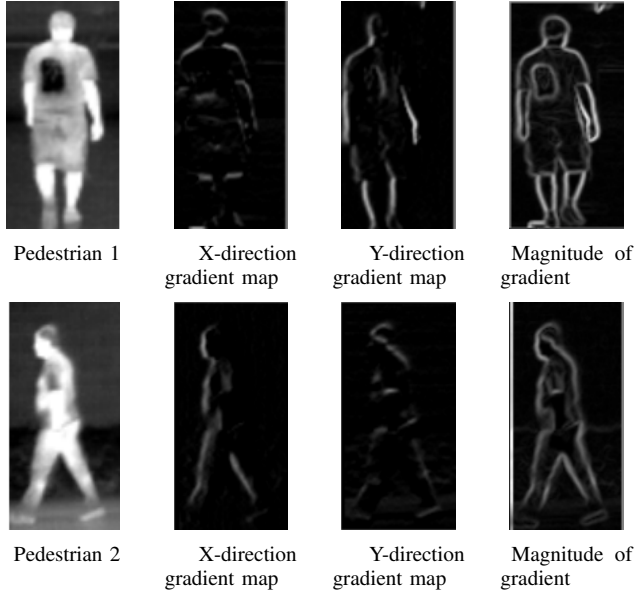 Pedestrian 1
X-direction
gradient map
Y-direction
gradient map
Magnitude of
gradient
Pedestrian 2
X-direction
gradient map
Y-direction
gradient map
Magnitude of
gradient